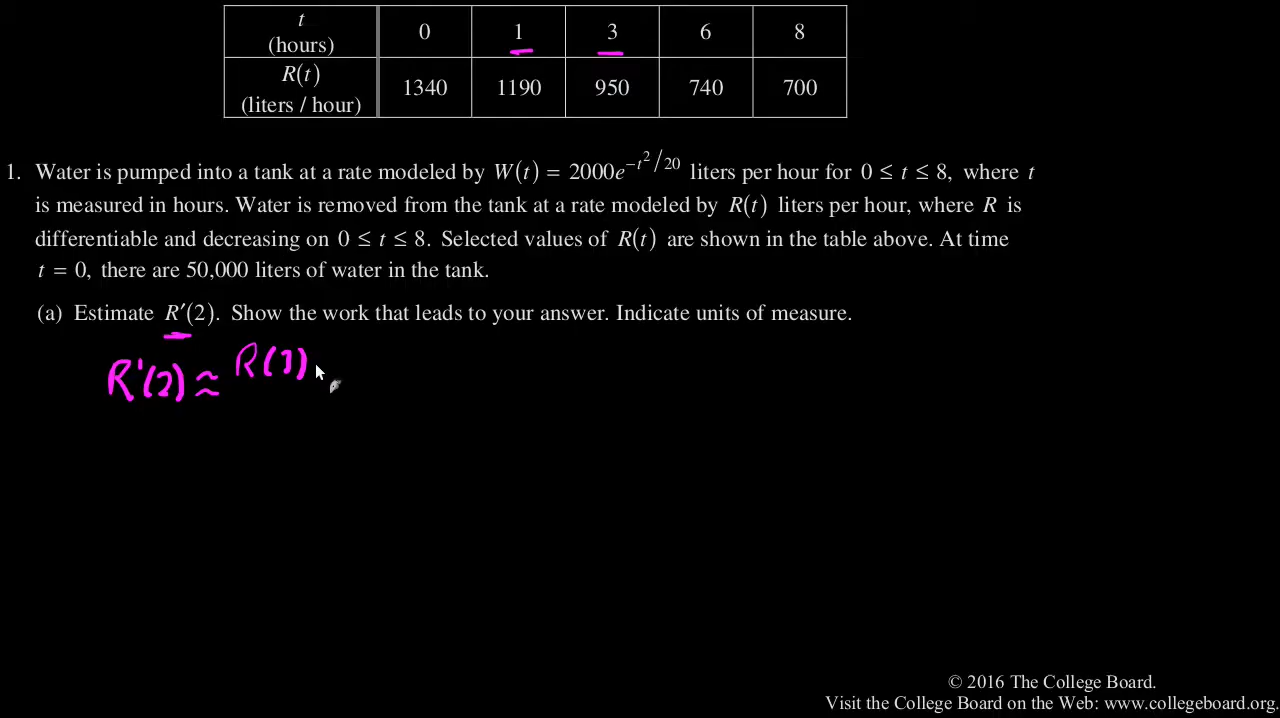 t (hours) 0 1 3 6 8
R(t) (liters / hour) 1340 1190 950 740 700
1. Water is pumped into a tank at a rate modeled by W(t) = 2000e^{-t^2/20} liters per hour for 0 ≤ t ≤ 8, where t
is measured in hours. Water is removed from the tank at a rate modeled by R(t) liters per hour, where R is
differentiable and decreasing on 0 ≤ t ≤ 8. Selected values of R(t) are shown in the table above. At time
t = 0, there are 50,000 liters of water in the tank.
(a) Estimate R′(2). Show the work that leads to your answer. Indicate units of measure.
R'(2) ≈ R(3)
© 2016 The College Board.
Visit the College Board on the Web: www.collegeboard.org.